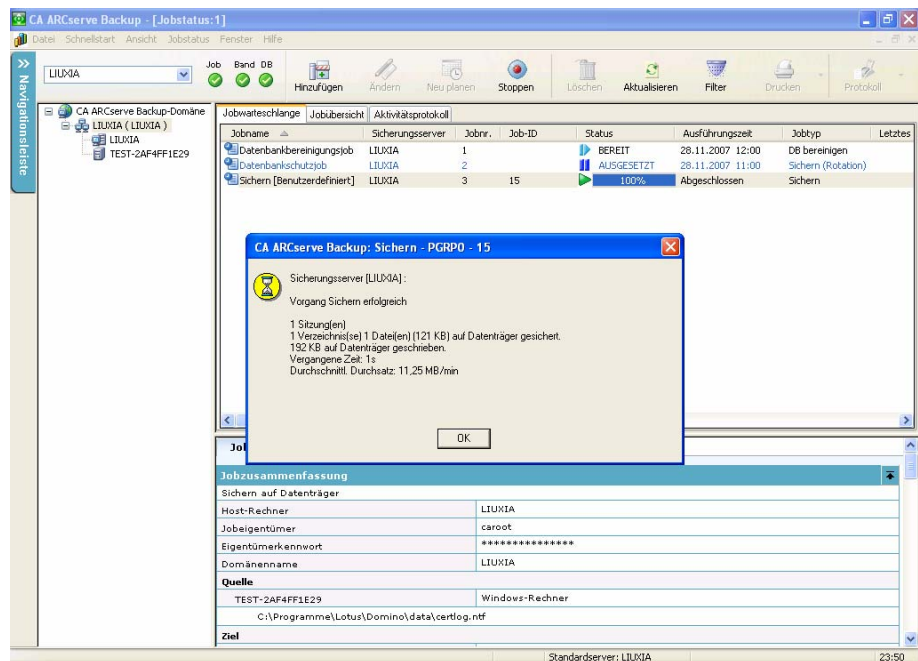 CA ARCserve Backup - [Jobstatus:1]
Datei Schnellstart Ansicht Jobstatus Fenster Hilfe
Navigationsleiste
LIUXIA
Job Band DB
Hinzufügen Ändern Neu planen Stoppen Löschen Aktualisieren Filter Drucken Protokoll
CA ARCserve Backup-Domäne
LIUXIA ( LIUXIA )
LIUXIA
TEST-2AF4FF1E29
Jobwarteschlange Jobübersicht Aktivitätsprotokoll
Jobname Sicherungsserver Jobnr. Job-ID Status Ausführungszeit Jobtyp Letztes
Datenbankbereinigungsjob LIUXIA 1 BEREIT 28.11.2007 12:00 DB bereinigen
Datenbankschutzjob LIUXIA 2 AUSGESETZT 28.11.2007 11:00 Sichern (Rotation)
Sichern [Benutzerdefiniert] LIUXIA 3 15 100% Abgeschlossen Sichern
CA ARCserve Backup: Sichern - PGRP0 - 15
Sicherungsserver [LIUXIA] :
Vorgang Sichern erfolgreich
1 Sitzung(en)
1 Verzeichnis(se) 1 Datei(en) (121 KB) auf Datenträger gesichert.
192 KB auf Datenträger geschrieben.
Vergangene Zeit: 1s
Durchschnittl. Durchsatz: 11,25 MB/min
OK
Jobzusammenfassung
Sichern auf Datenträger
Host-Rechner LIUXIA
Jobeigentümer caroot
Eigentümerkennwort ***************
Domänenname LIUXIA
Quelle
TEST-2AF4FF1E29 Windows-Rechner
C:\Programme\Lotus\Domino\data\certlog.ntf
Ziel
Standardserver: LIUXIA 23:50